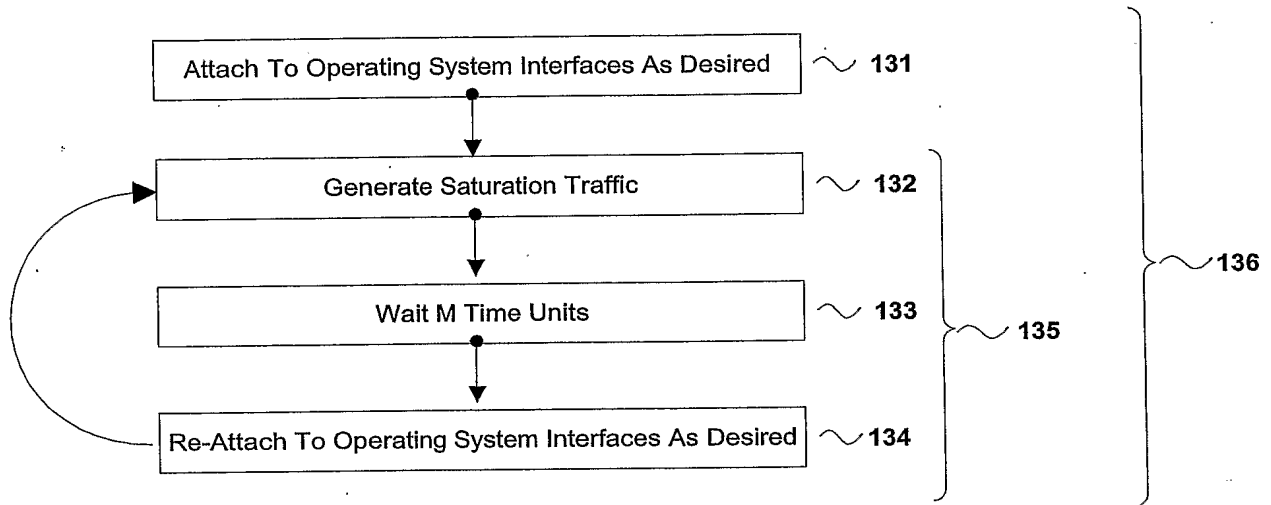 Attach To Operating System Interfaces As Desired 131
Generate Saturation Traffic 132
136
Wait M Time Units 133
135
Re-Attach To Operating System Interfaces As Desired 134